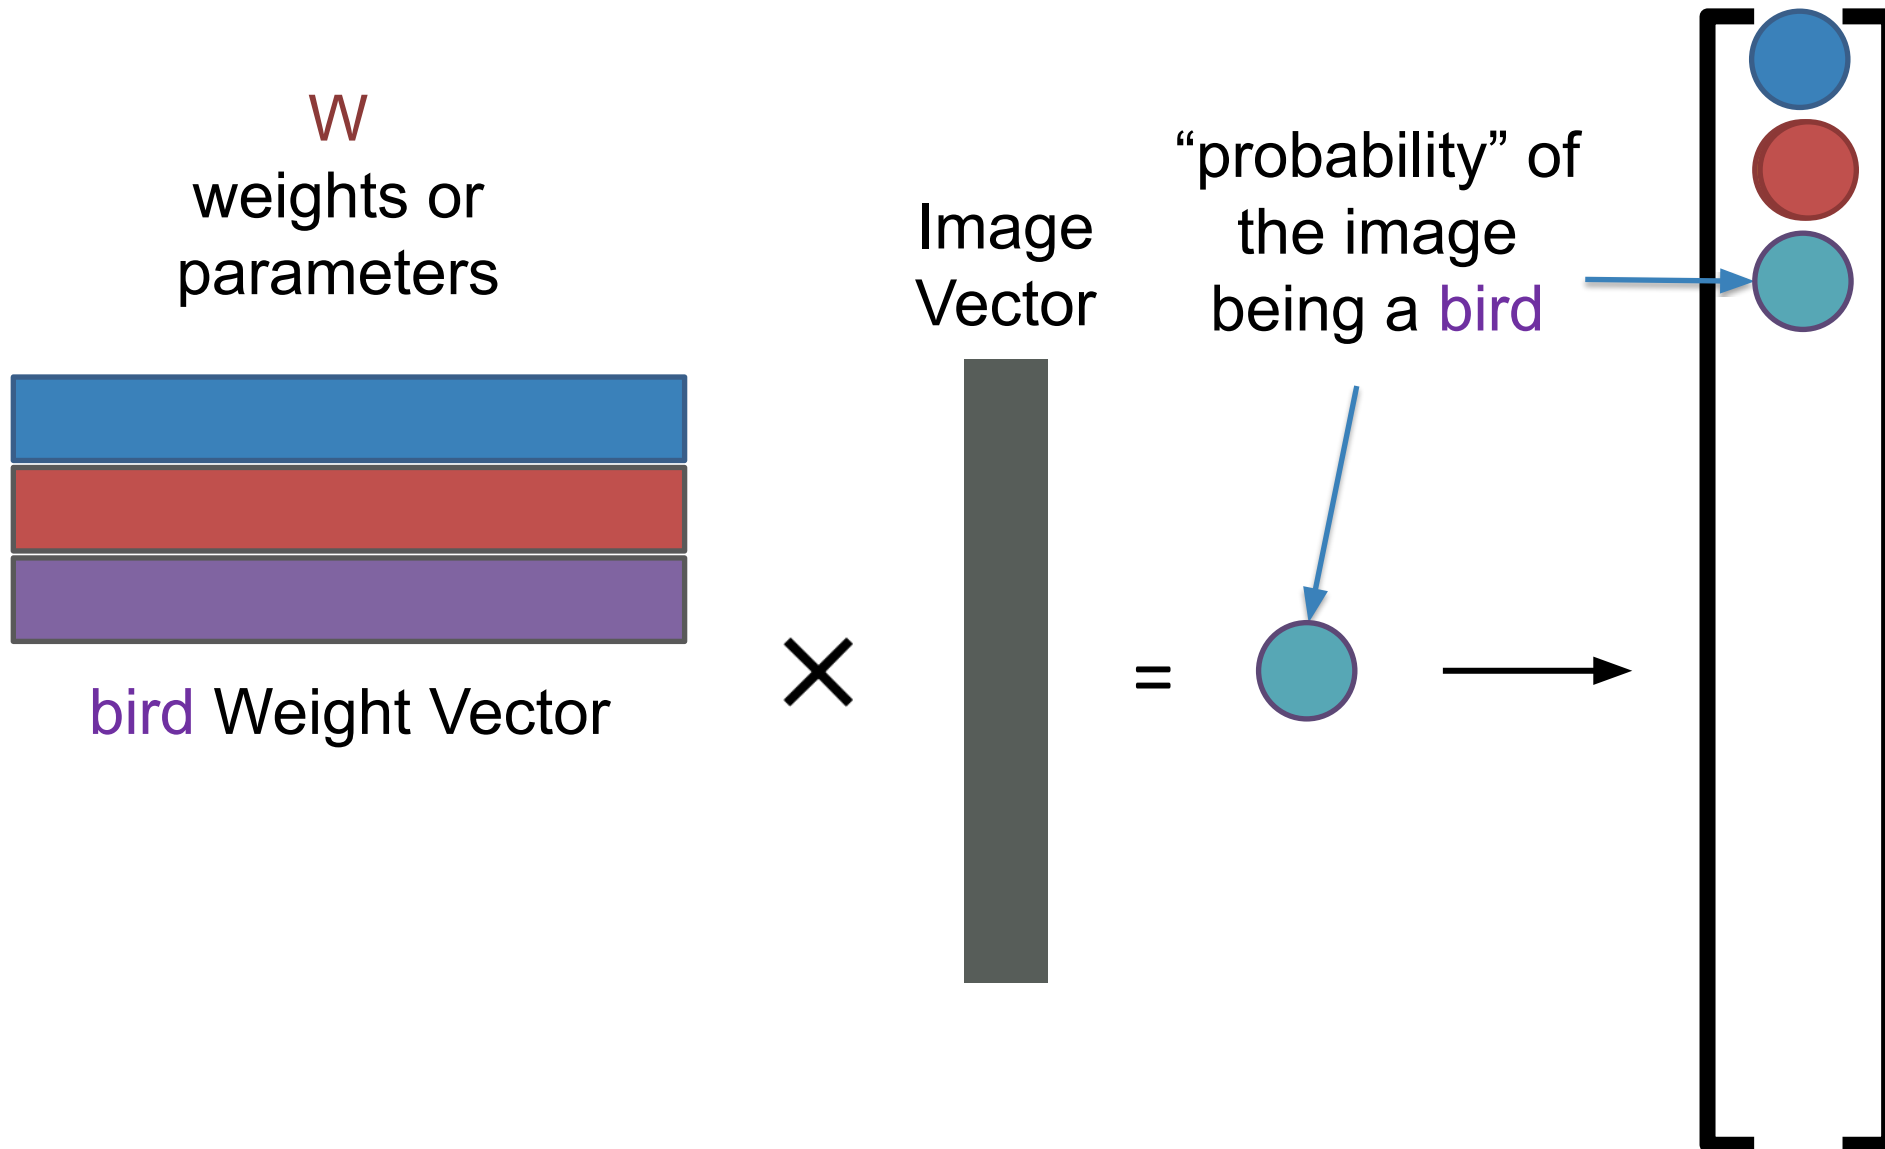 W
weights or
parameters
Image
Vector
“probability” of
the image
being a bird
bird Weight Vector
×
=